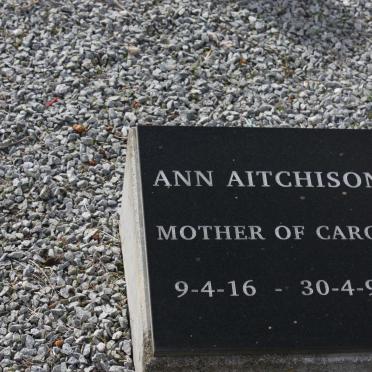 ANN AITCHISON
MOTHER OF CARO
9-4-16 - 30-4-9